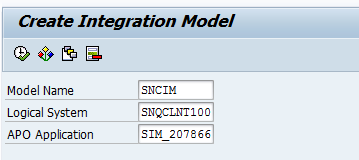 Create Integration Model
Model Name SNCIM
Logical System SNQCLNT100
APO Application SIM_207866